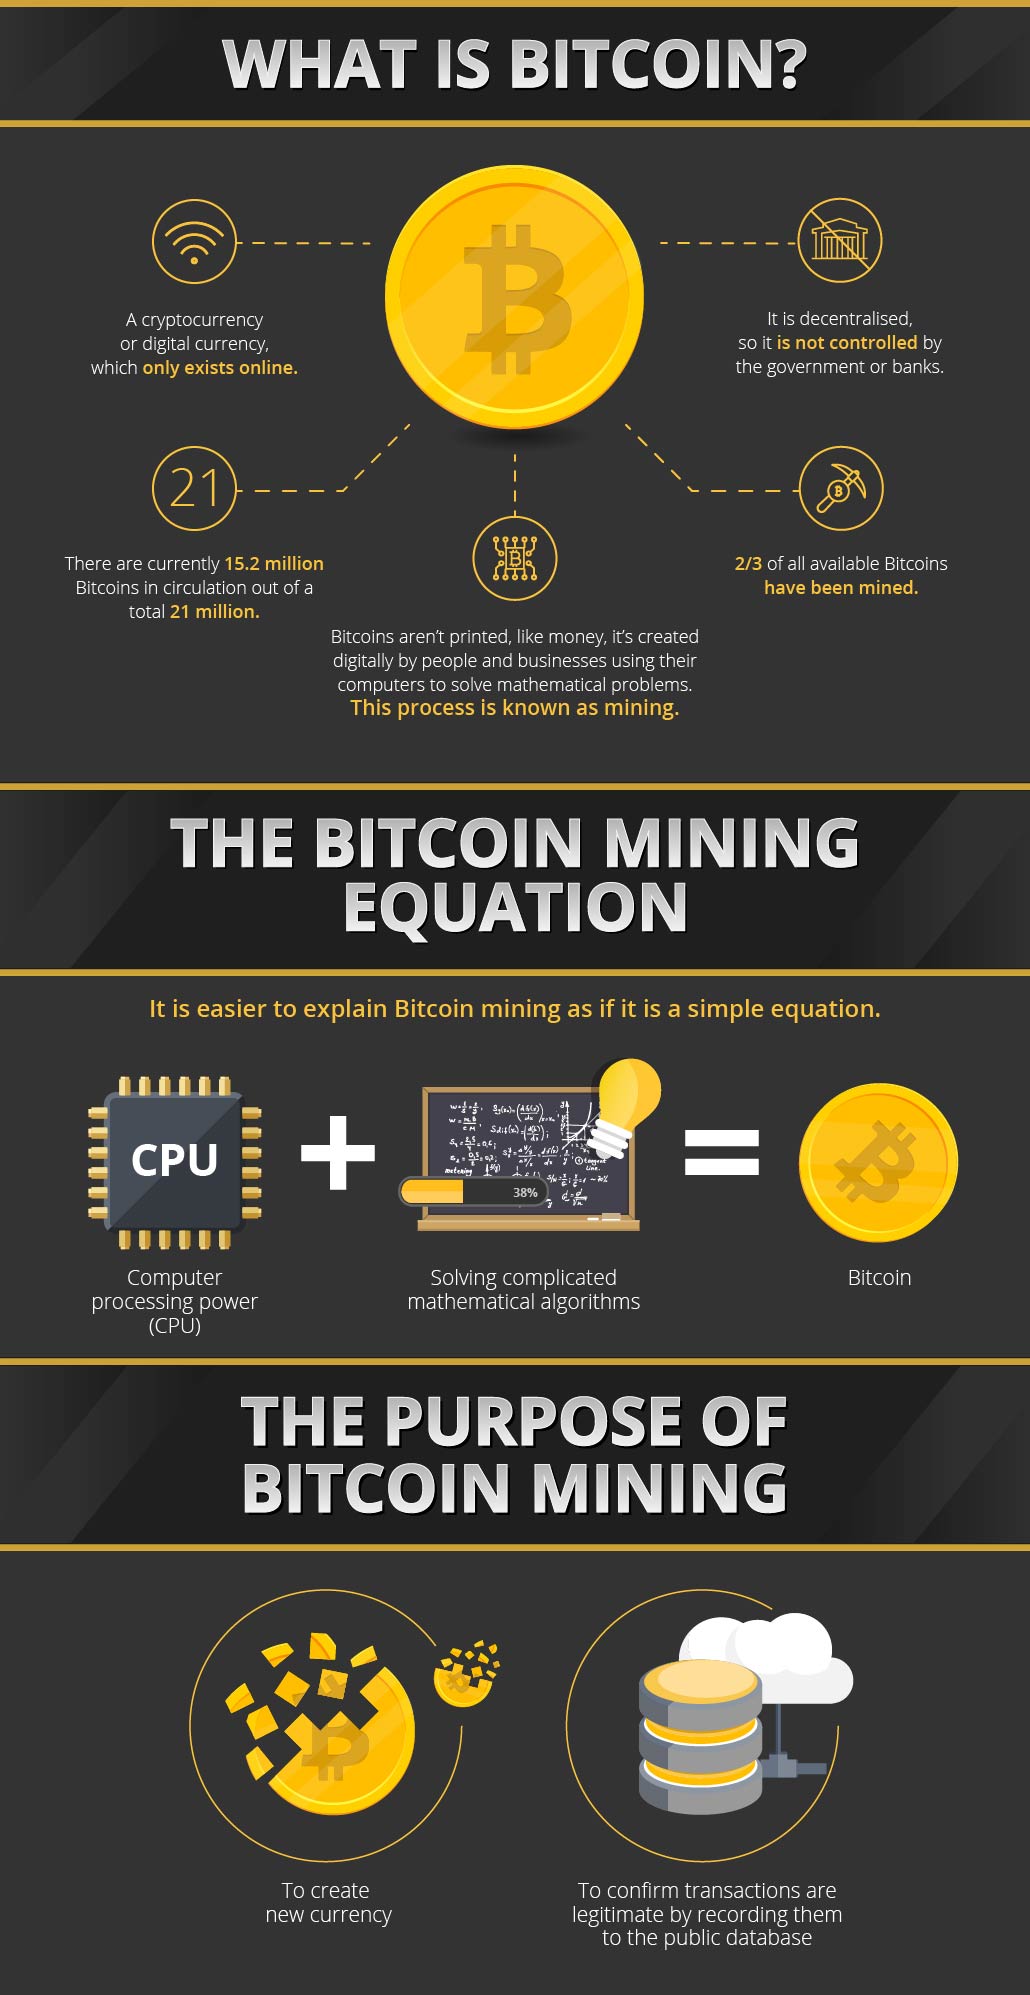 WHAT IS BITCOIN?
A cryptocurrency
or digital currency,
which only exists online.
It is decentralised,
so it is not controlled by
the government or banks.
21
There are currently 15.2 million
Bitcoins in circulation out of a
total 21 million.
2/3 of all available Bitcoins
have been mined.
Bitcoins aren't printed, like money, it's created
digitally by people and businesses using their
computers to solve mathematical problems.
This process is known as mining.
THE BITCOIN MINING
EQUATION
It is easier to explain Bitcoin mining as if it is a simple equation.
CPU
+
38%
=
Computer
processing power
(CPU)
Solving complicated
mathematical algorithms
Bitcoin
THE PURPOSE OF
BITCOIN MINING
To create
new currency
To confirm transactions are
legitimate by recording them
to the public database